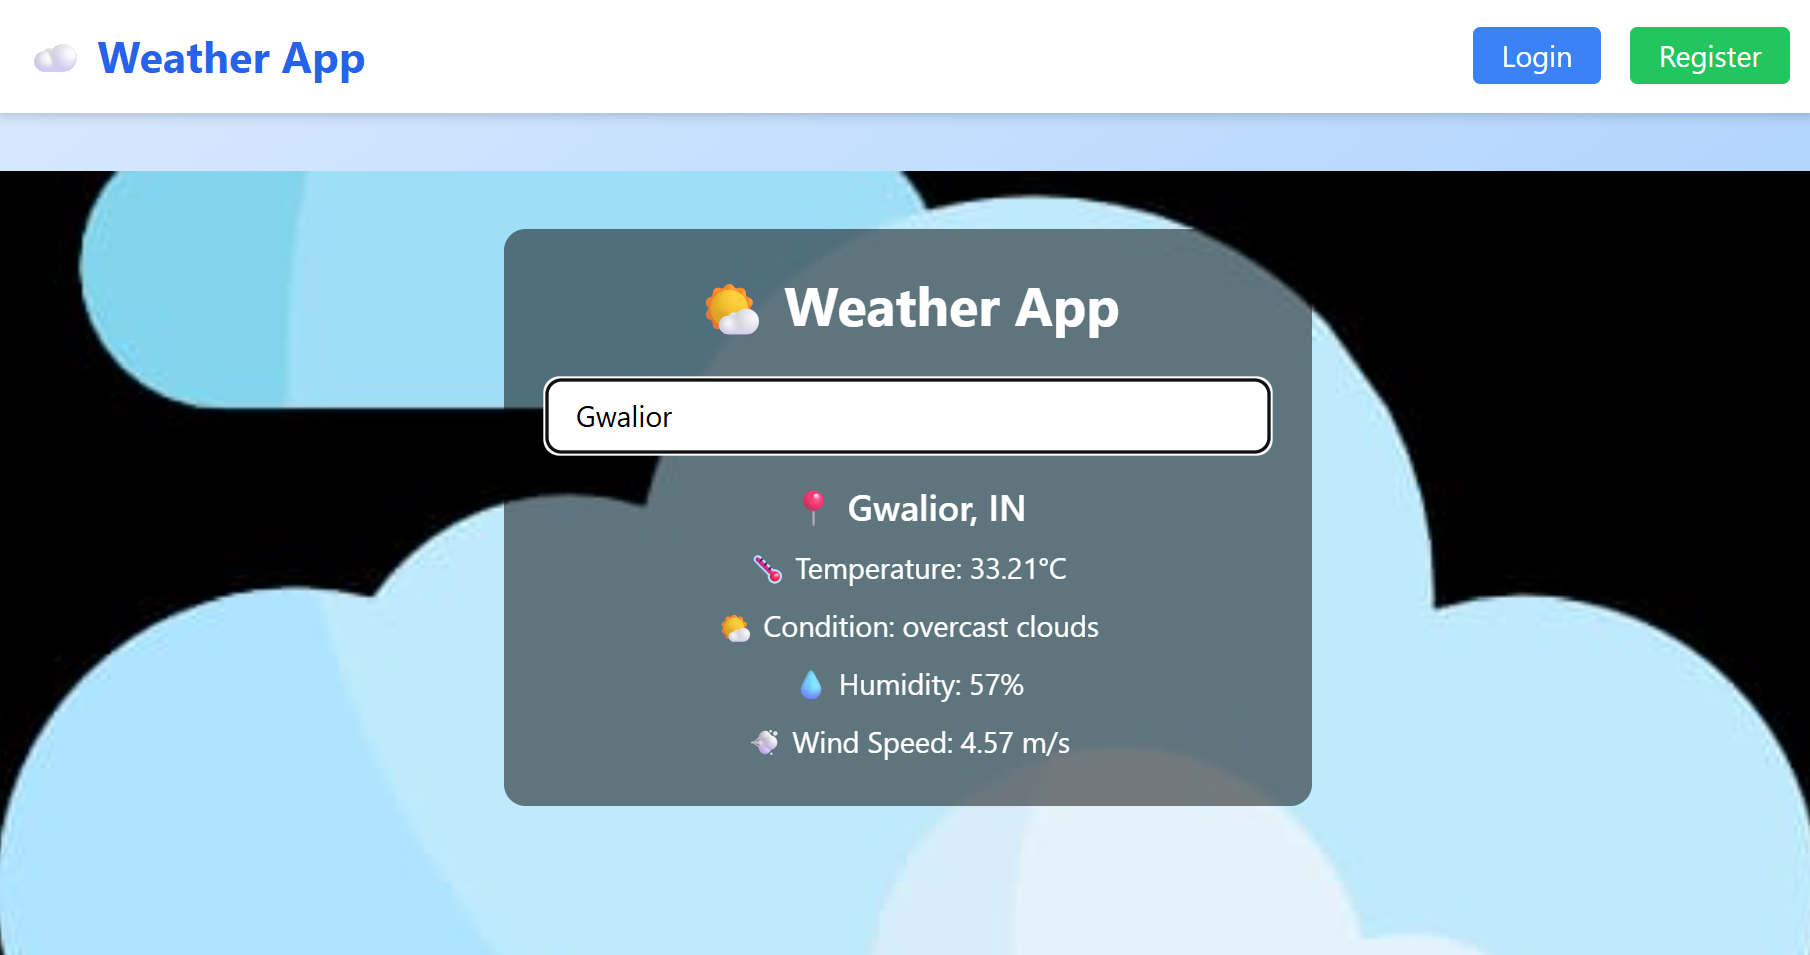 Weather App
Login
Register
Weather App
Gwalior
Gwalior, IN
Temperature: 33.21°C
Condition: overcast clouds
Humidity: 57%
Wind Speed: 4.57 m/s